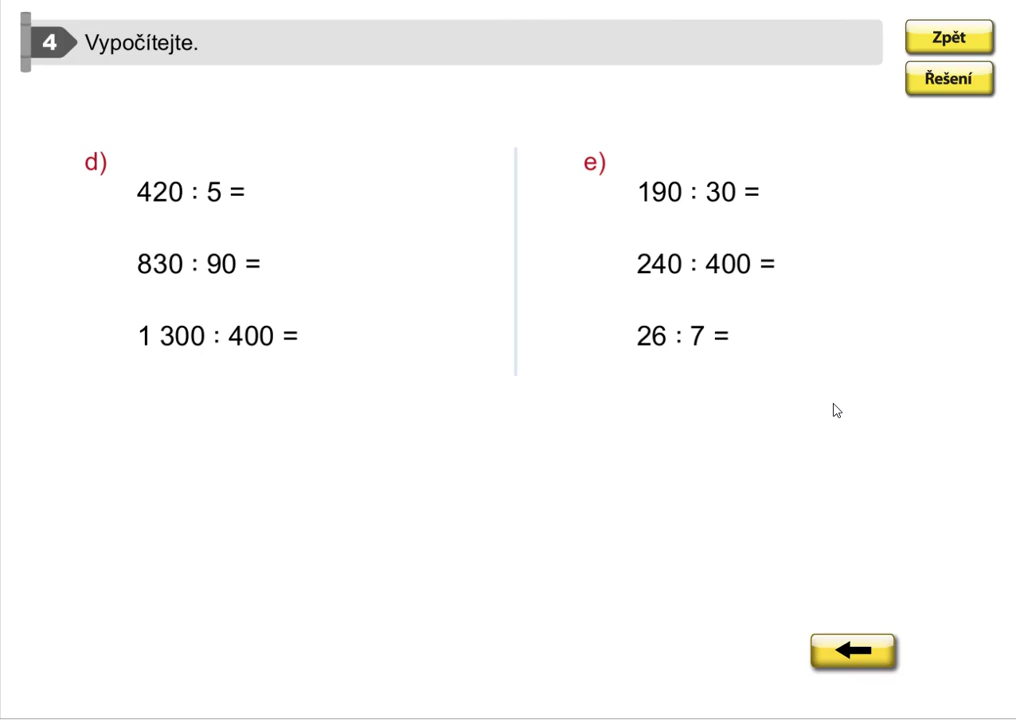 4 Vypočítejte.
Zpět
Řešení
d)
420 : 5 =
830 : 90 =
1 300 : 400 =
e)
190 : 30 =
240 : 400 =
26 : 7 =